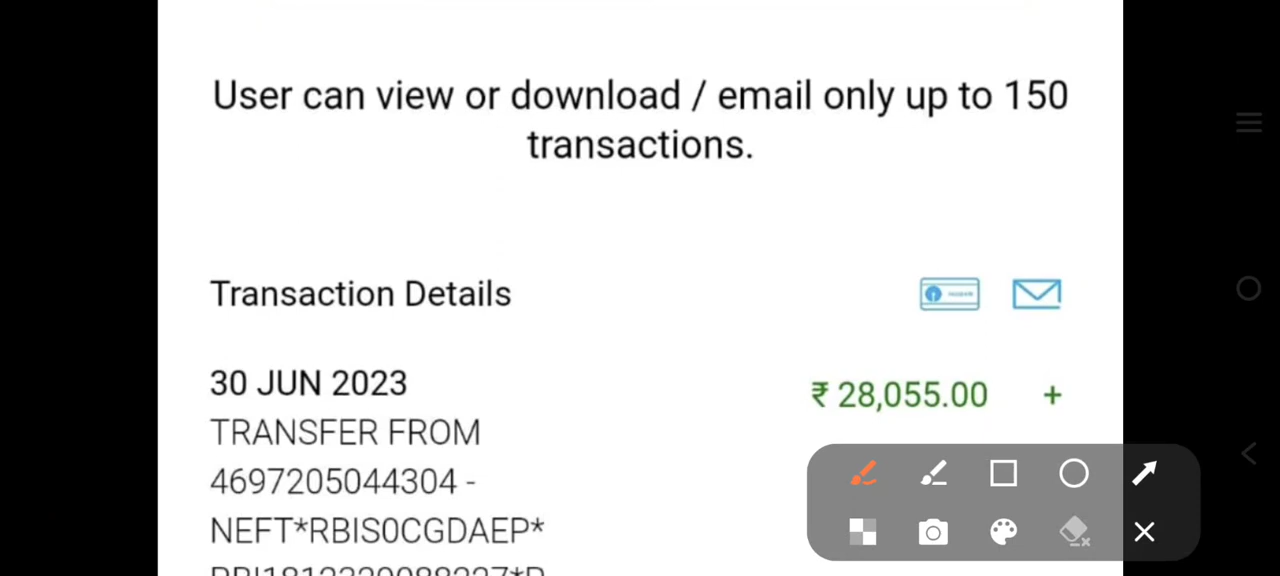 User can view or download / email only up to 150
transactions.
Transaction Details
30 JUN 2023
₹ 28,055.00 +
TRANSFER FROM
4697205044304 -
NEFT*RBIS0CGDAEP*